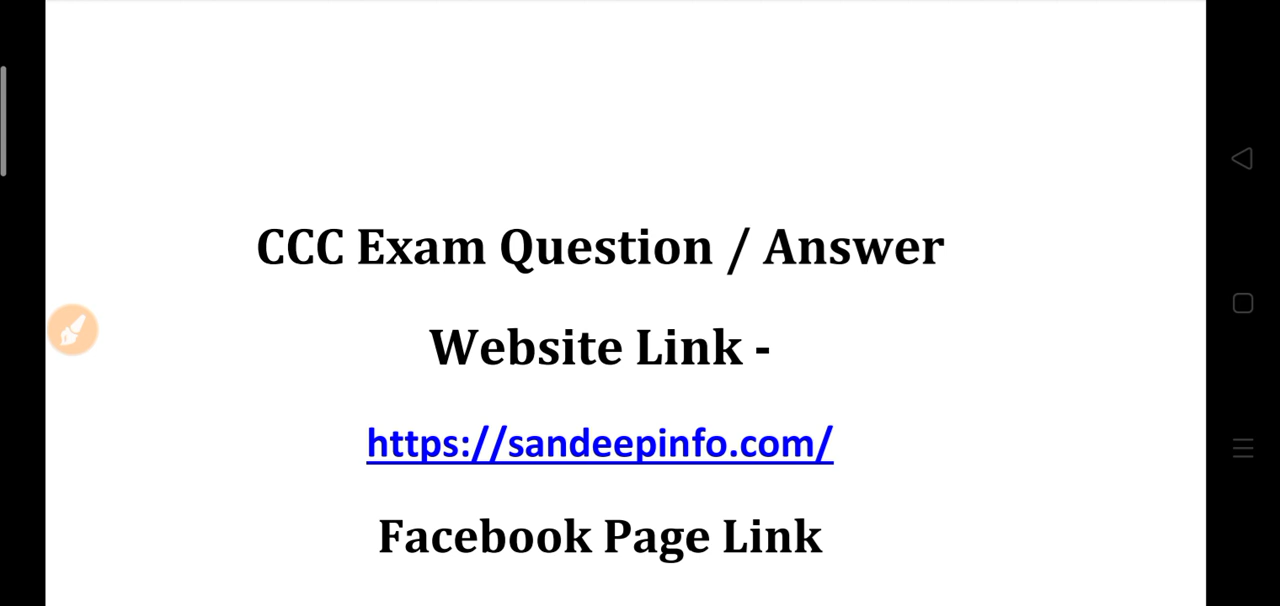 CCC Exam Question / Answer
Website Link -
https://sandeepinfo.com/
Facebook Page Link